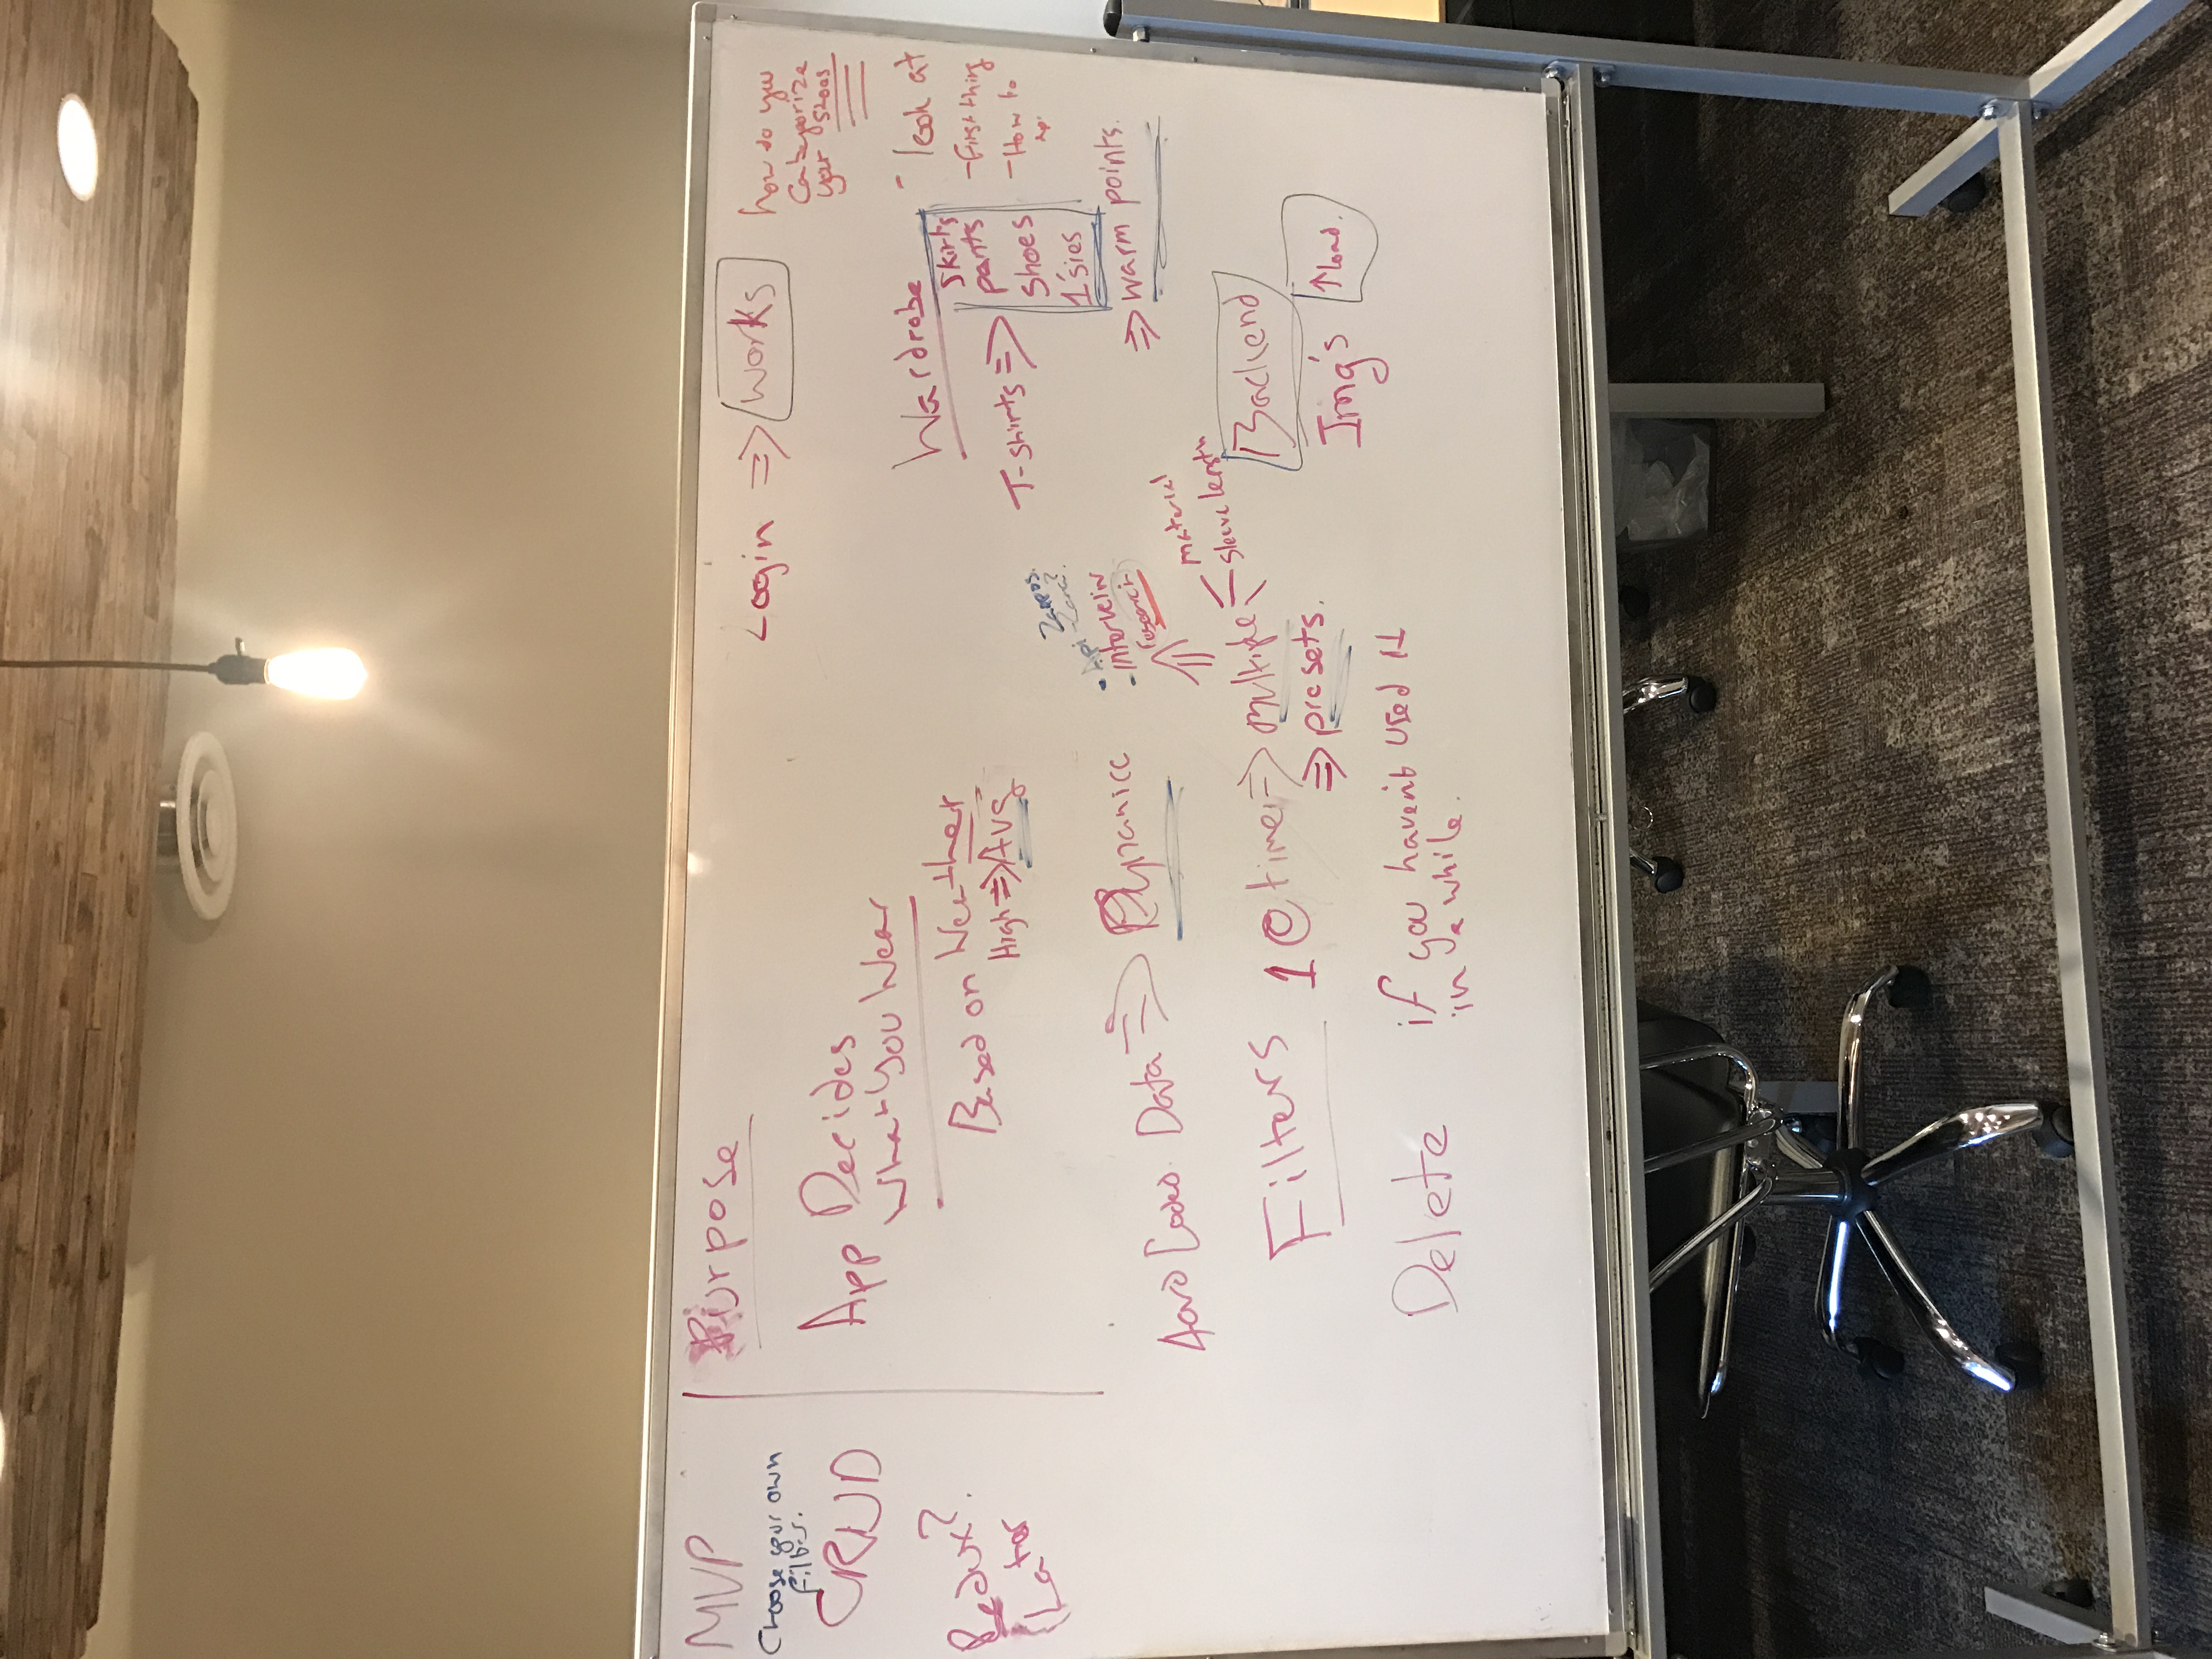 MVP
Choose your own
filters.
CRUD
Redux?
Later
Purpose
App Decides
What You Wear
Based on Weather
High => Avg
Hard Coded Data => Dynamicc
Filters 1 @ time => Multiple
=> presets.
material
sleeve length
Zappos.
- Api - Zara?
- intervein
research
Delete if you haven't used it
in a while.
Login => works
how do you
Categorize
your shoes
Wardrobe
T-shirts =>
skirts
pants
shoes
1'sies
=> warm points.
- look at
- First thing
- How to
Backend
Img's ↑load.